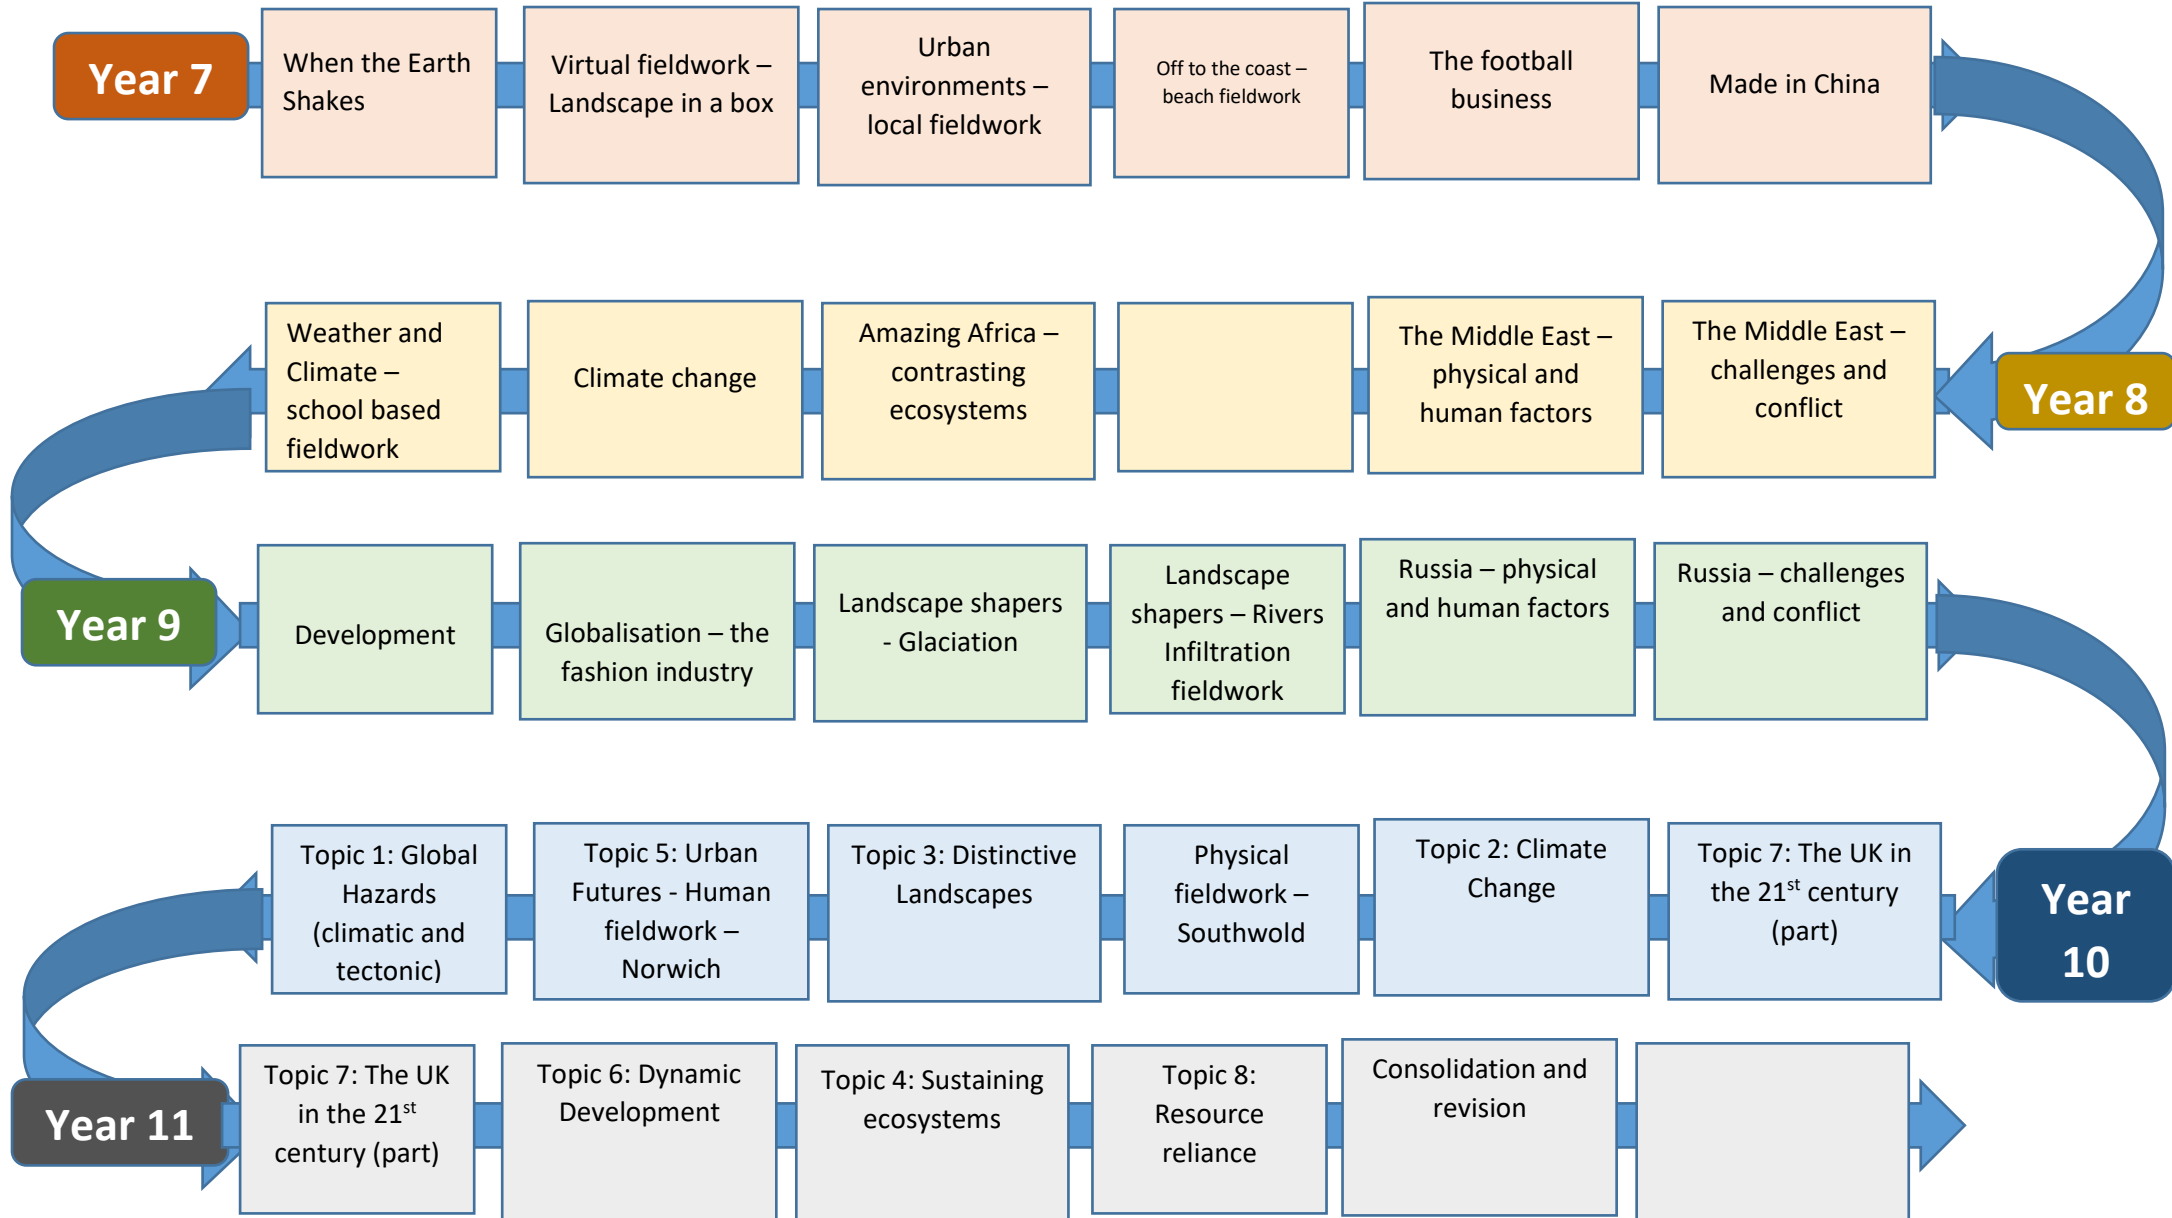 Year 7
When the Earth
Shakes
Virtual fieldwork –
Landscape in a box
Urban
environments –
local fieldwork
Off to the coast –
beach fieldwork
The football
business
Made in China
Weather and
Climate –
school based
fieldwork
Climate change
Amazing Africa –
contrasting
ecosystems
The Middle East –
physical and
human factors
The Middle East –
challenges and
conflict
Year 8
Year 9
Development
Globalisation – the
fashion industry
Landscape shapers
- Glaciation
Landscape
shapers – Rivers
Infiltration
fieldwork
Russia – physical
and human factors
Russia – challenges
and conflict
Topic 1: Global
Hazards
(climatic and
tectonic)
Topic 5: Urban
Futures - Human
fieldwork –
Norwich
Topic 3: Distinctive
Landscapes
Physical
fieldwork –
Southwold
Topic 2: Climate
Change
Topic 7: The UK in
the 21st century
(part)
Year
10
Year 11
Topic 7: The UK
in the 21st
century (part)
Topic 6: Dynamic
Development
Topic 4: Sustaining
ecosystems
Topic 8:
Resource
reliance
Consolidation and
revision